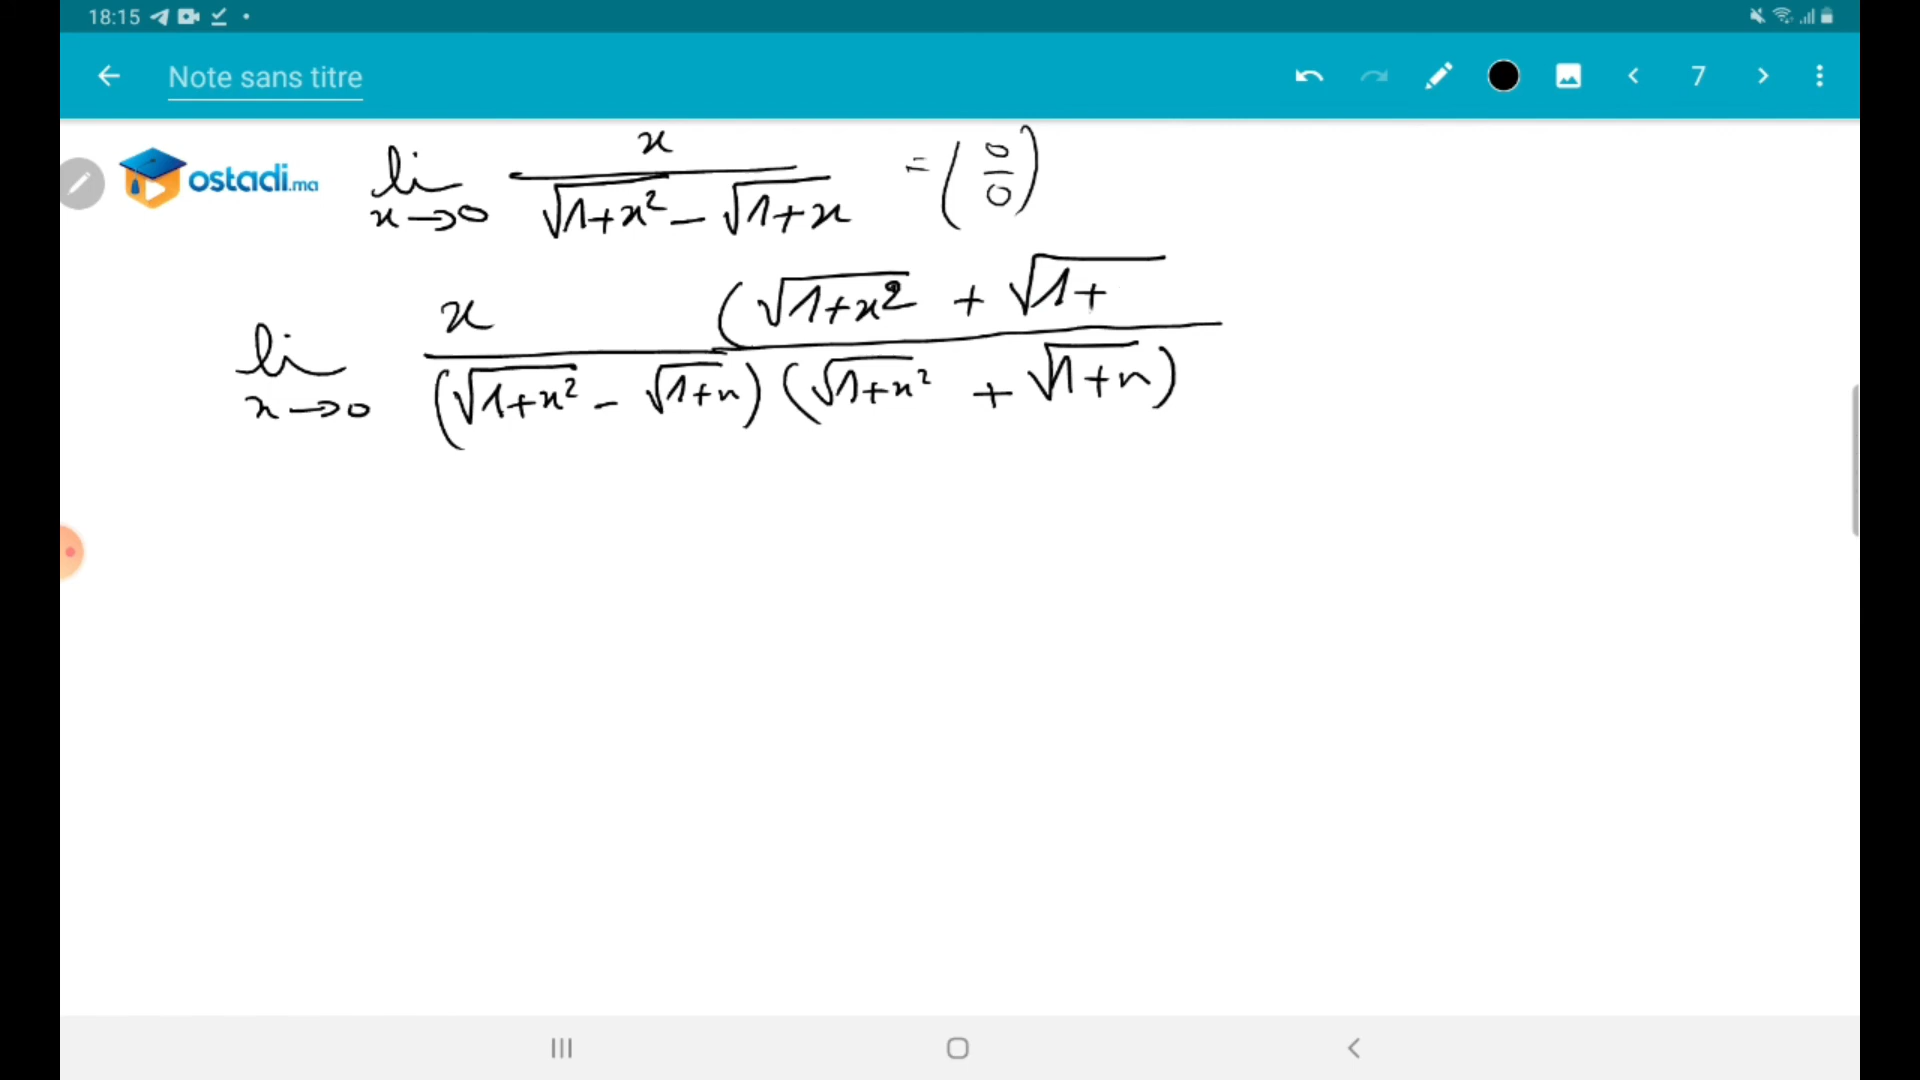 18:15
Note sans titre
7
ostadi.ma
lim x→0 x / (√(1+x²) − √(1+x)) = (0/0)
lim x→0 x (√(1+x²) + √(1+ / (√(1+x²) − √(1+x)) (√(1+x²) + √(1+x))